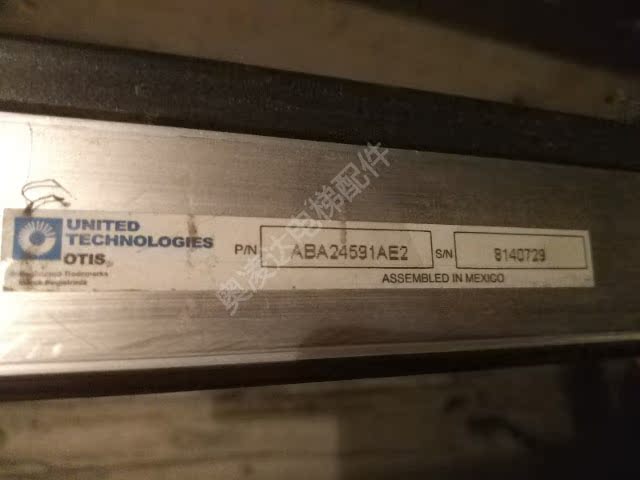 UNITED
TECHNOLOGIES
OTIS
P/N ABA24591AE2 S/N 8140729
ASSEMBLED IN MEXICO
奥凌达电梯配件